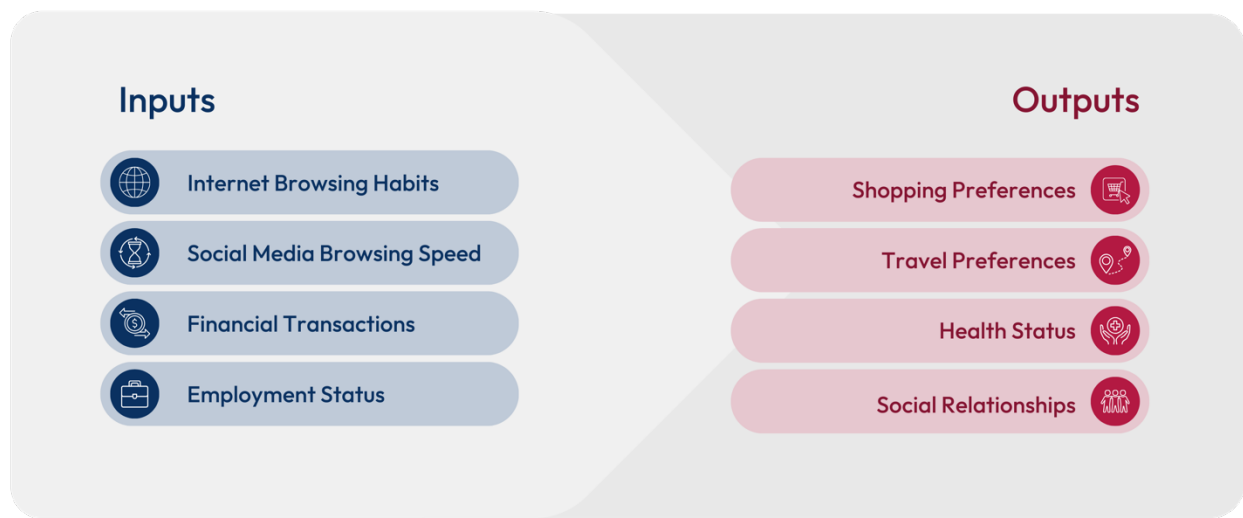 Inputs
Internet Browsing Habits
Social Media Browsing Speed
Financial Transactions
Employment Status
Outputs
Shopping Preferences
Travel Preferences
Health Status
Social Relationships